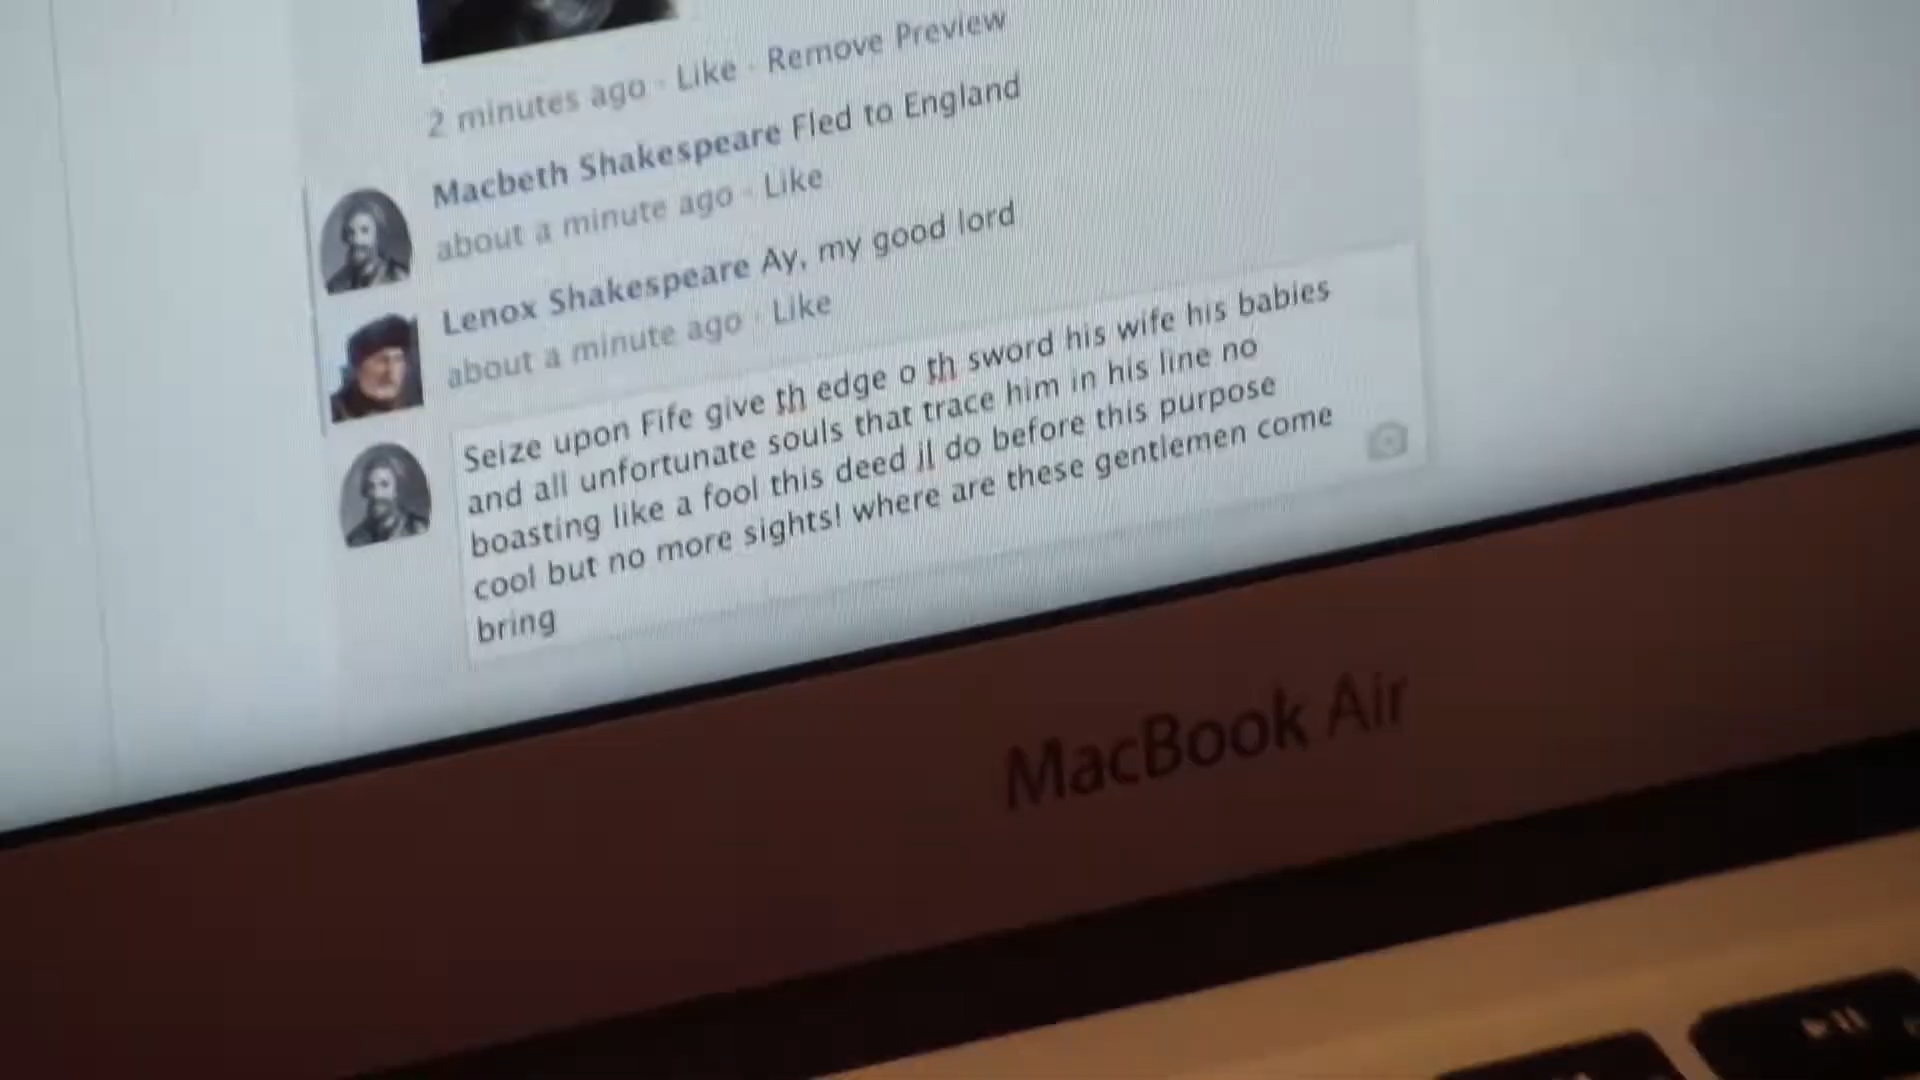 2 minutes ago · Like · Remove Preview
Macbeth Shakespeare Fled to England
about a minute ago · Like
Lenox Shakespeare Ay, my good lord
about a minute ago · Like
Seize upon Fife give th edge o th sword his wife his babies
and all unfortunate souls that trace him in his line no
boasting like a fool this deed il do before this purpose
cool but no more sights! where are these gentlemen come
bring
MacBook Air